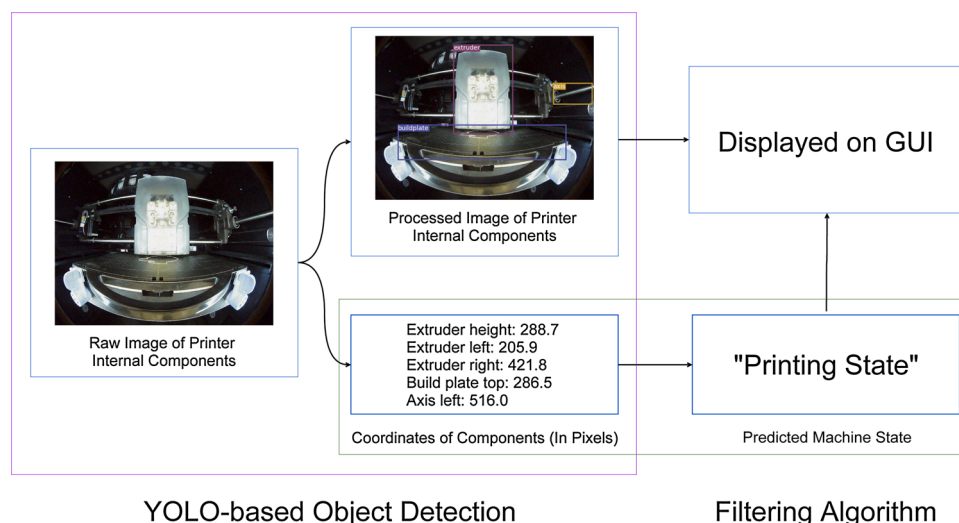 extruder
axis
buildplate
Raw Image of Printer
Internal Components
Processed Image of Printer
Internal Components
Displayed on GUI
Extruder height: 288.7
Extruder left: 205.9
Extruder right: 421.8
Build plate top: 286.5
Axis left: 516.0
Coordinates of Components (In Pixels)
"Printing State"
Predicted Machine State
YOLO-based Object Detection
Filtering Algorithm